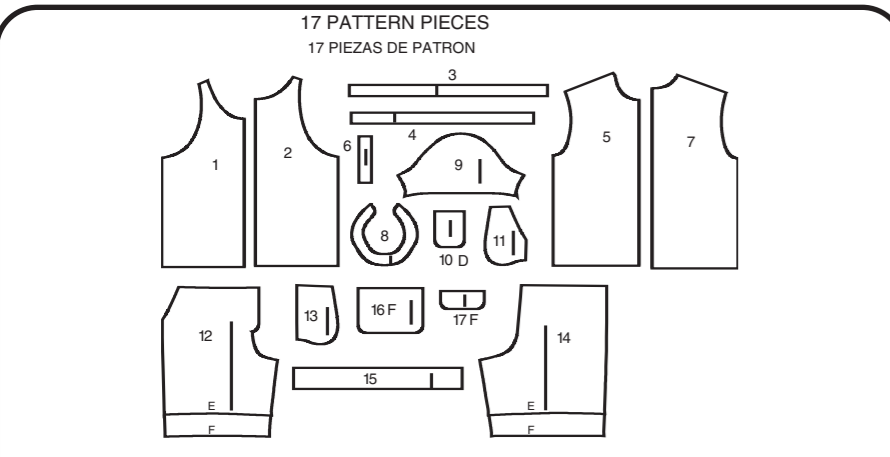 17 PATTERN PIECES
17 PIEZAS DE PATRON
3
1
2
4
5
6
7
8
9
10 D
11
12
13
14
15
16 F
17 F
E
F
E
F